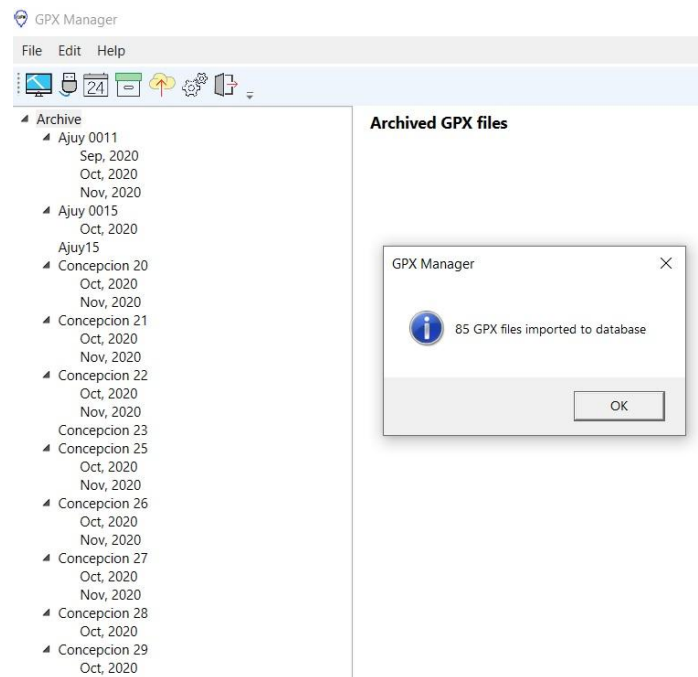 GPX Manager
File Edit Help
24
Archive
Ajuy 0011
Sep, 2020
Oct, 2020
Nov, 2020
Ajuy 0015
Oct, 2020
Ajuy15
Concepcion 20
Oct, 2020
Nov, 2020
Concepcion 21
Oct, 2020
Nov, 2020
Concepcion 22
Oct, 2020
Nov, 2020
Concepcion 23
Concepcion 25
Oct, 2020
Nov, 2020
Concepcion 26
Oct, 2020
Nov, 2020
Concepcion 27
Oct, 2020
Nov, 2020
Concepcion 28
Oct, 2020
Concepcion 29
Oct, 2020
Archived GPX files
GPX Manager
85 GPX files imported to database
OK